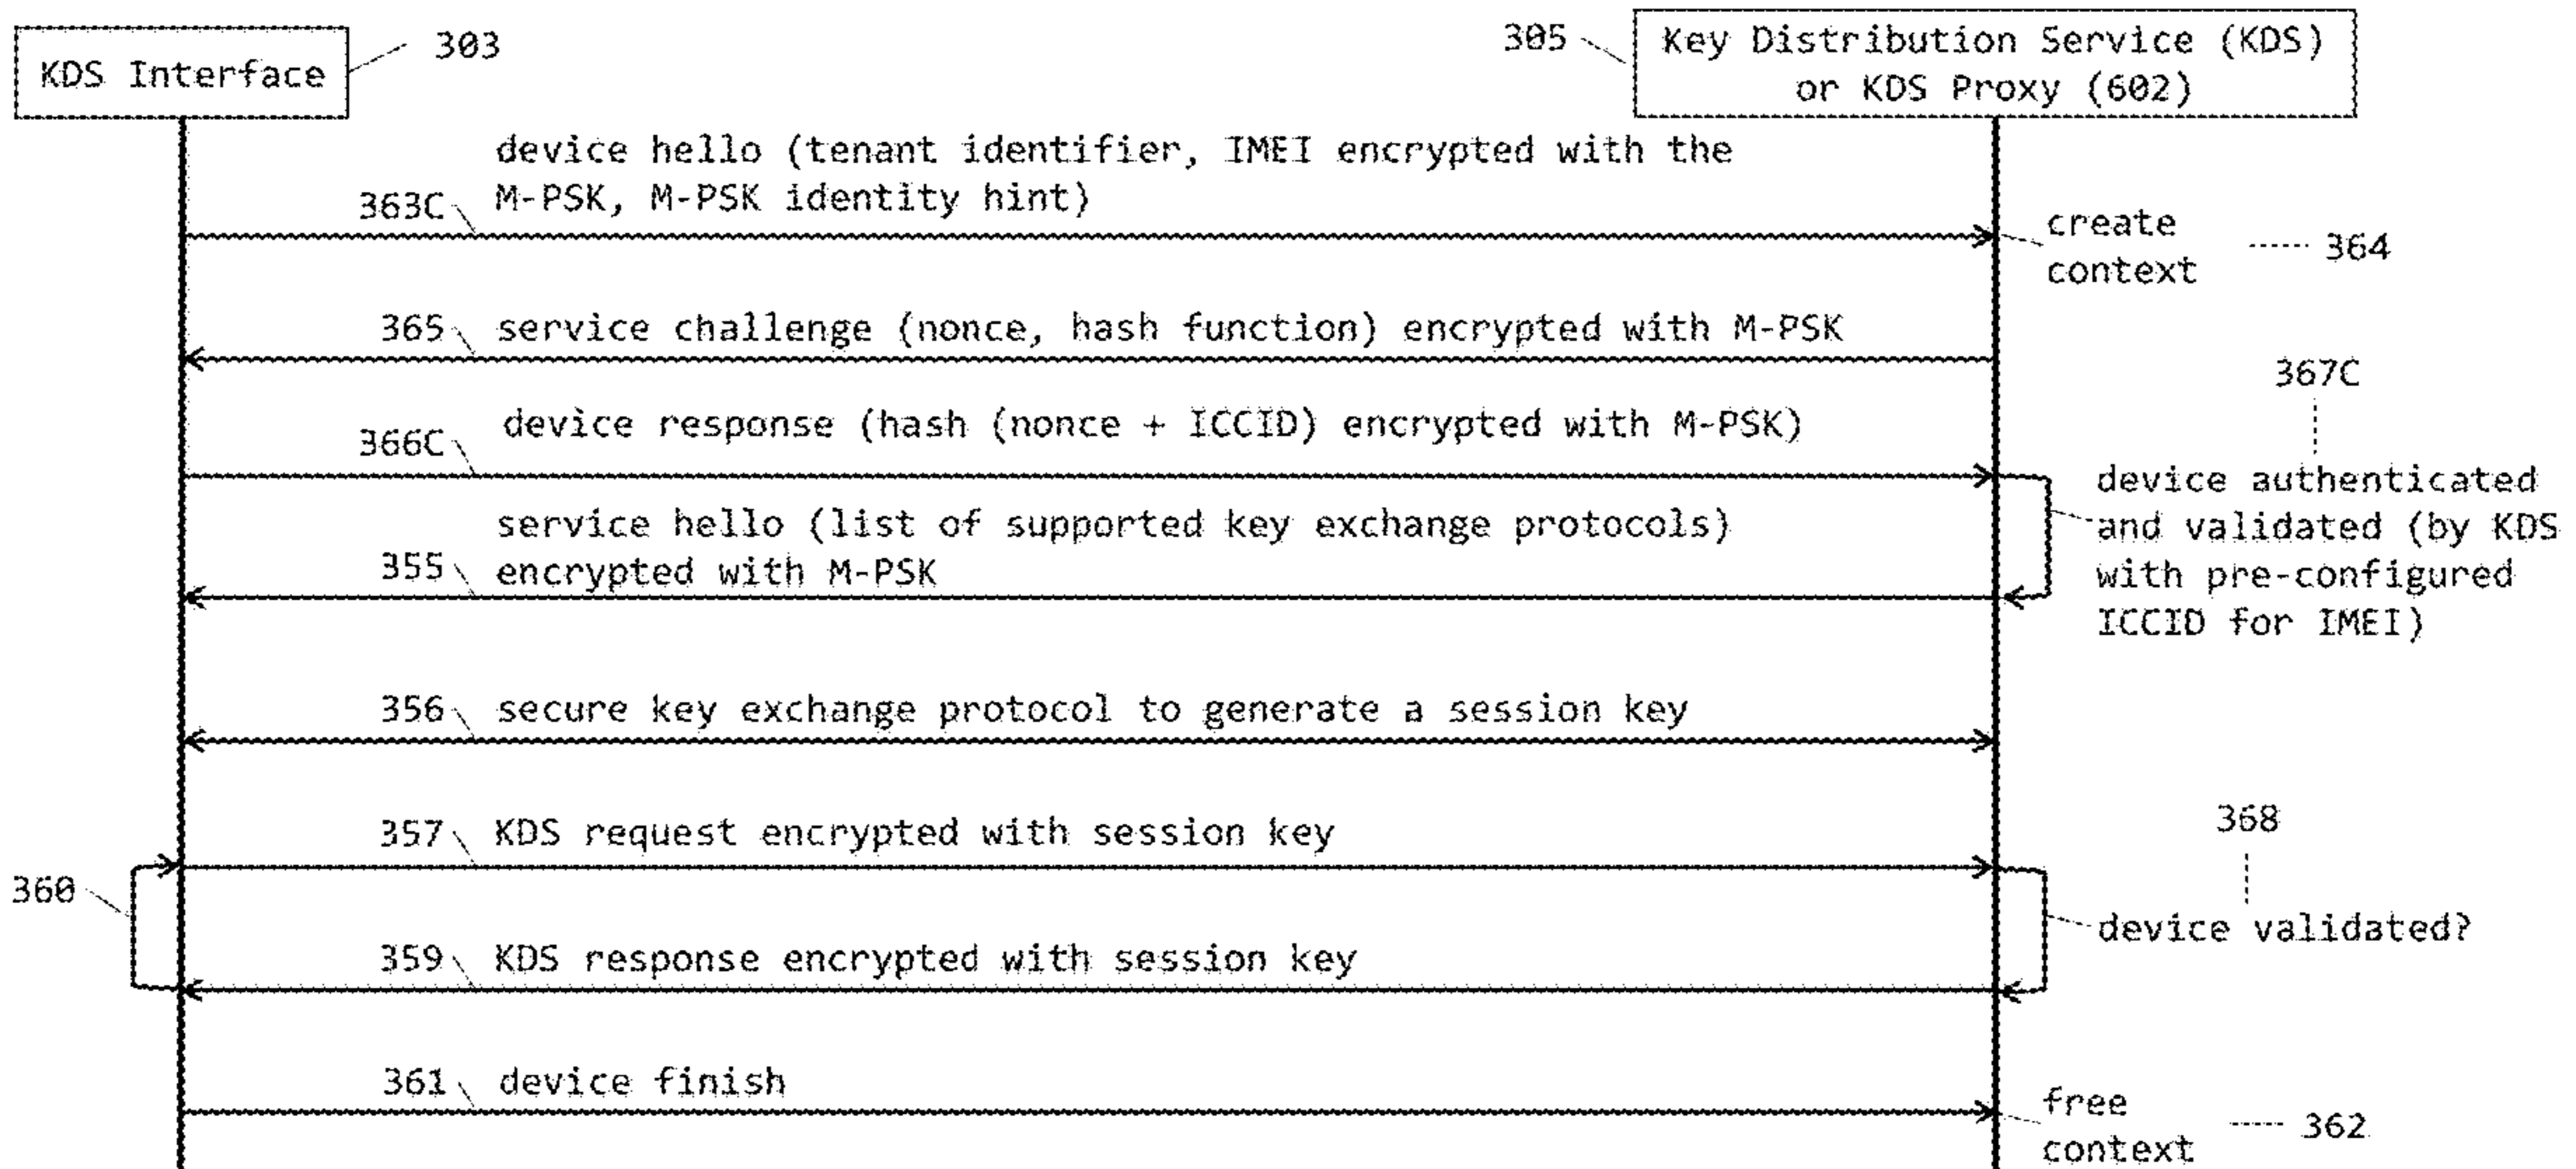 KDS Interface
303
305
Key Distribution Service (KDS)
or KDS Proxy (602)
device hello (tenant identifier, IMEI encrypted with the
M-PSK, M-PSK identity hint)
363C
create
context
364
365
service challenge (nonce, hash function) encrypted with M-PSK
367C
366C
device response (hash (nonce + ICCID) encrypted with M-PSK)
device authenticated
and validated (by KDS
with pre-configured
ICCID for IMEI)
service hello (list of supported key exchange protocols)
encrypted with M-PSK
355
356
secure key exchange protocol to generate a session key
357
KDS request encrypted with session key
368
360
device validated?
359
KDS response encrypted with session key
361
device finish
free
context
362